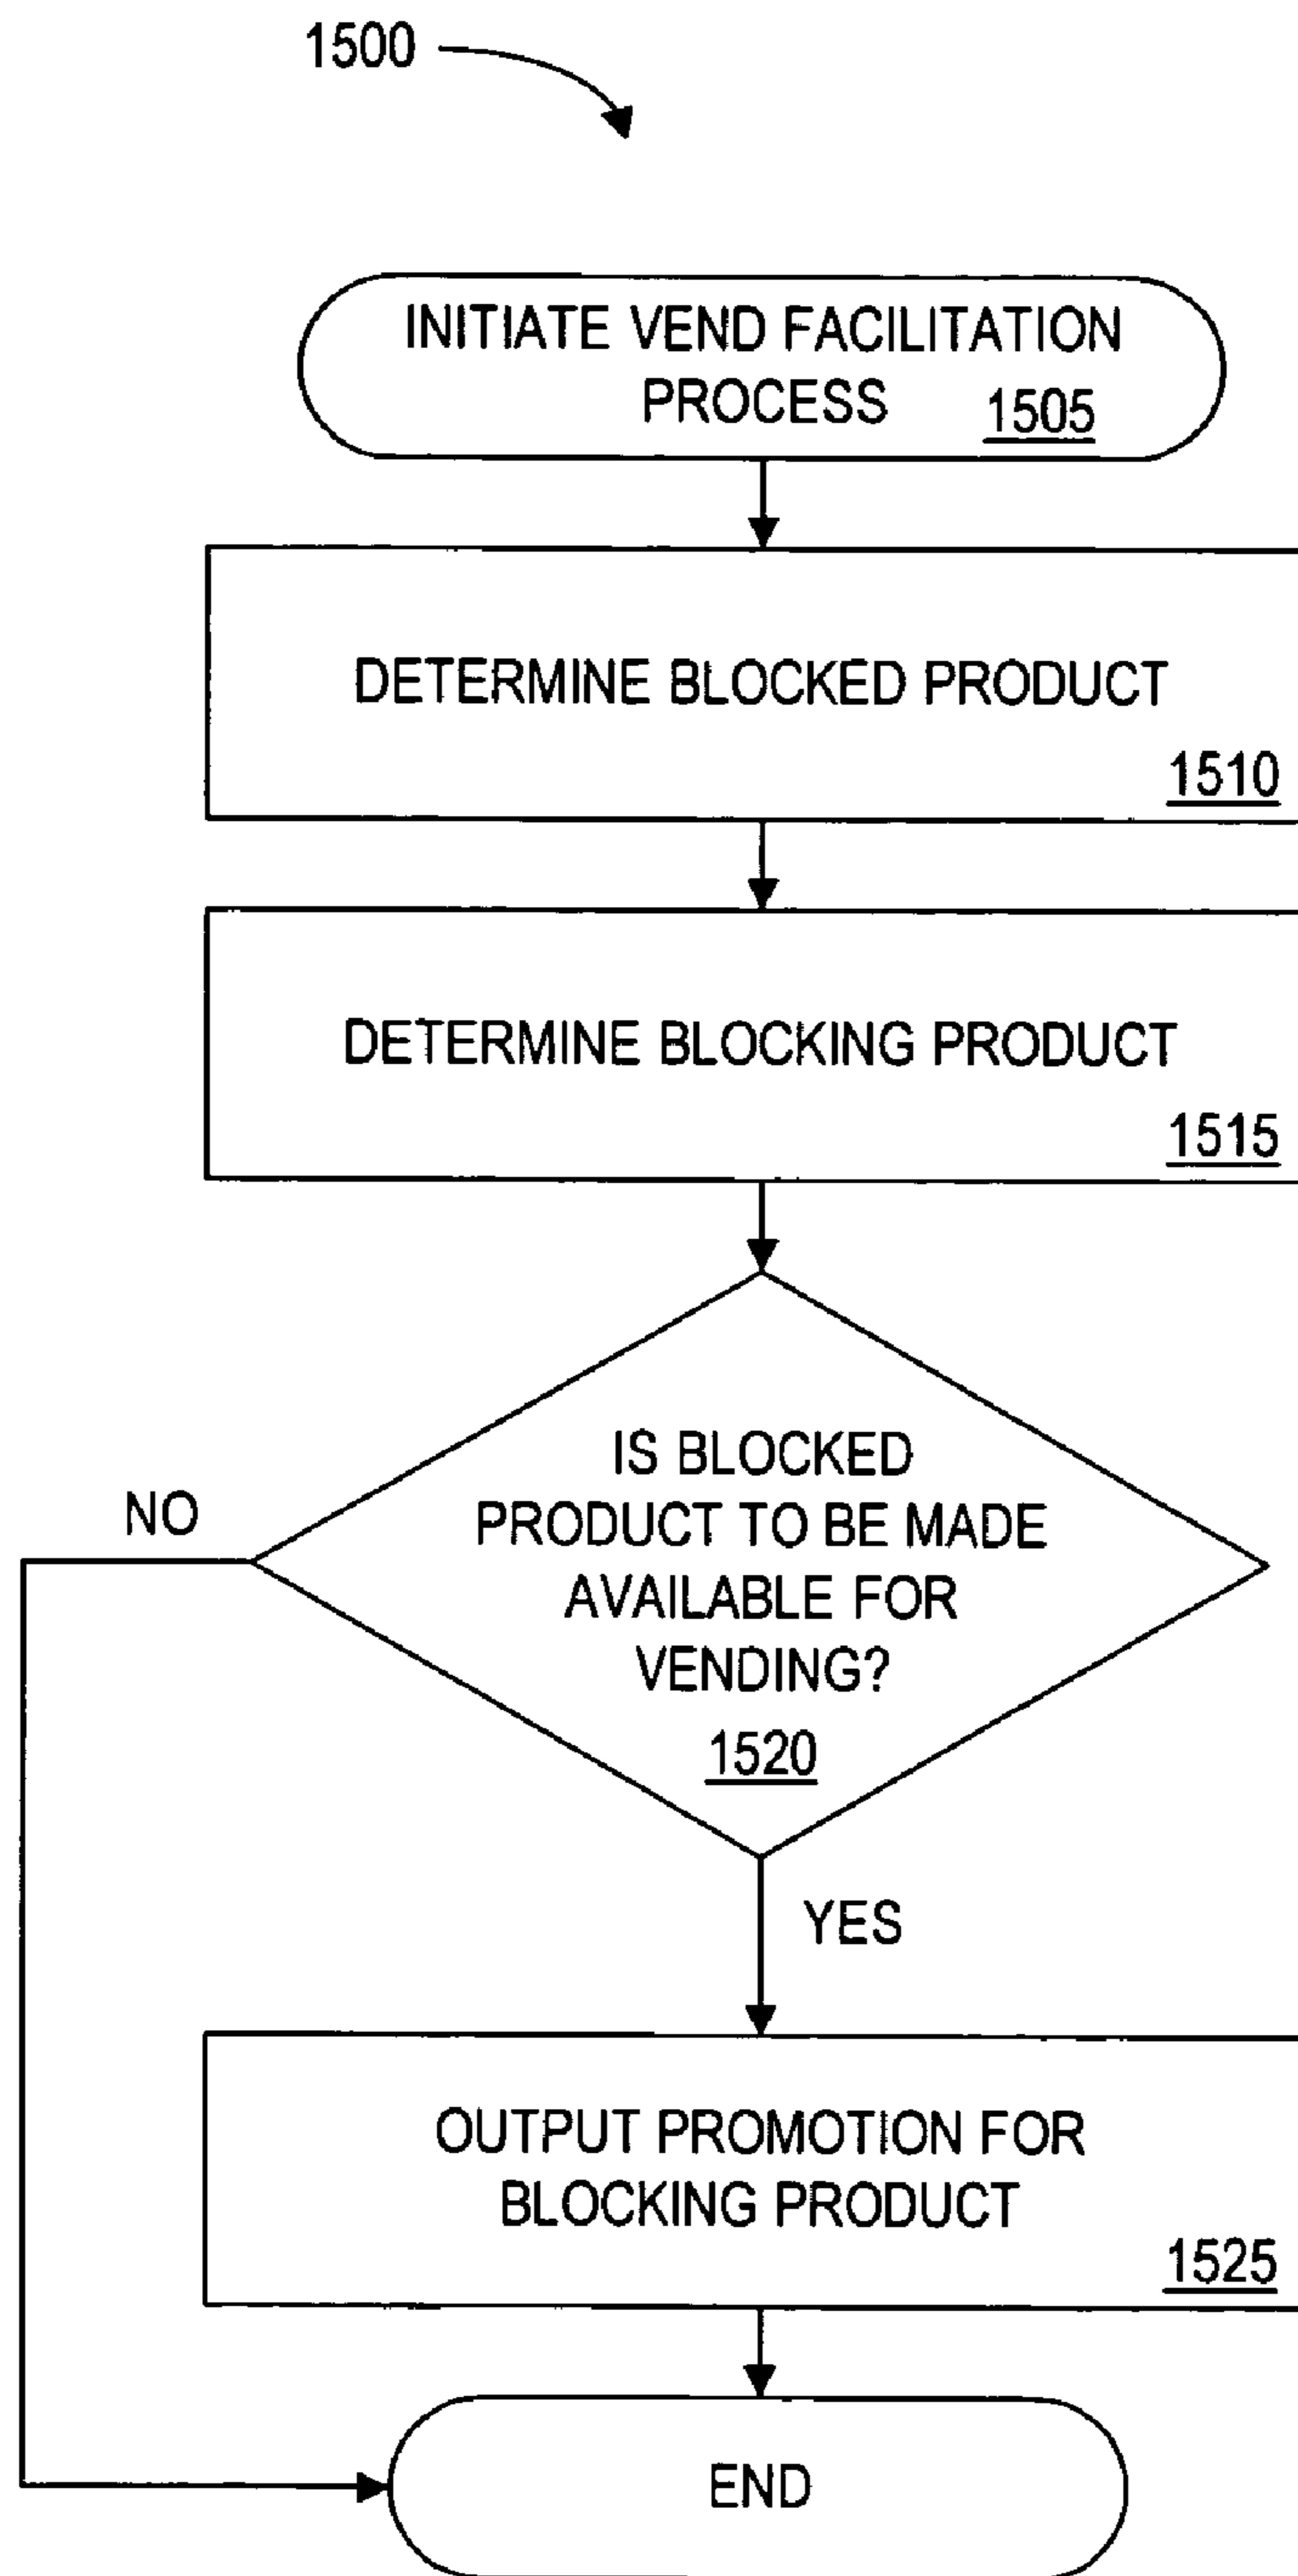 1500
INITIATE VEND FACILITATION
PROCESS 1505
DETERMINE BLOCKED PRODUCT
1510
DETERMINE BLOCKING PRODUCT
1515
IS BLOCKED
PRODUCT TO BE MADE
AVAILABLE FOR
VENDING?
1520
NO
YES
OUTPUT PROMOTION FOR
BLOCKING PRODUCT
1525
END